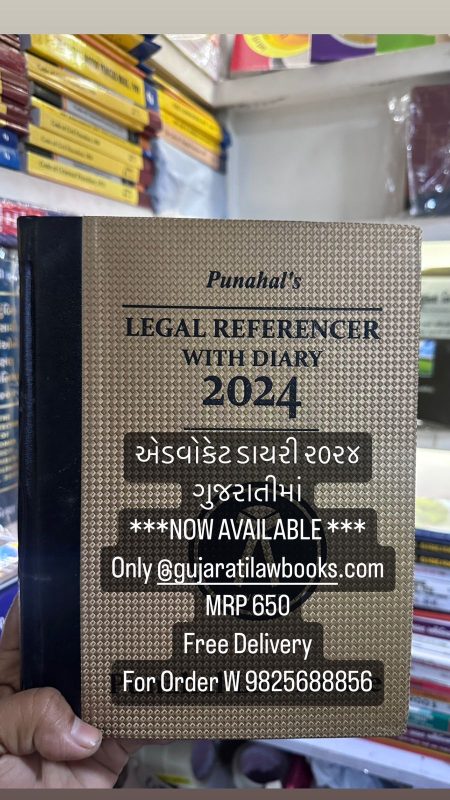 Punahal's
LEGAL REFERENCER
WITH DIARY
2024
એડવોકેટ ડાયરી ૨૦૨૪
ગુજરાતીમાં
***NOW AVAILABLE ***
Only @gujaratilawbooks.com
MRP 650
Free Delivery
For Order W 9825688856